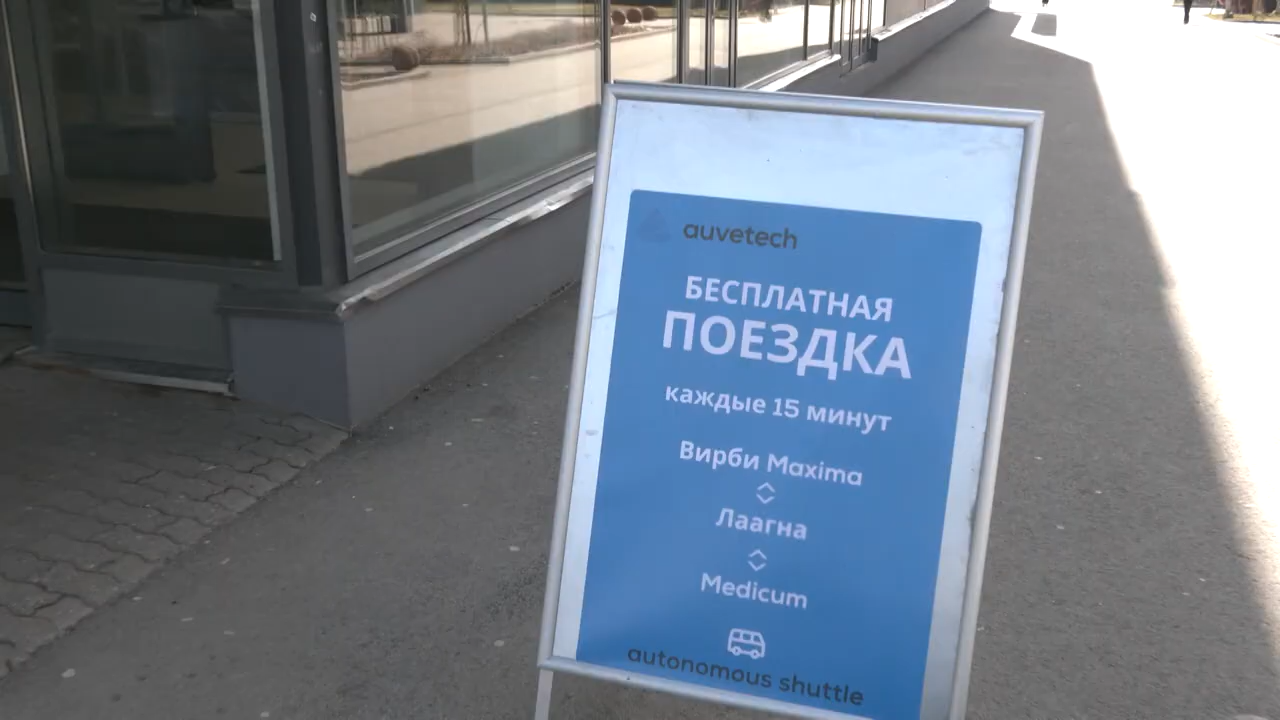 auvetech
БЕСПЛАТНАЯ
ПОЕЗДКА
каждые 15 минут
Вирби Maxima
Лаагна
Medicum
autonomous shuttle